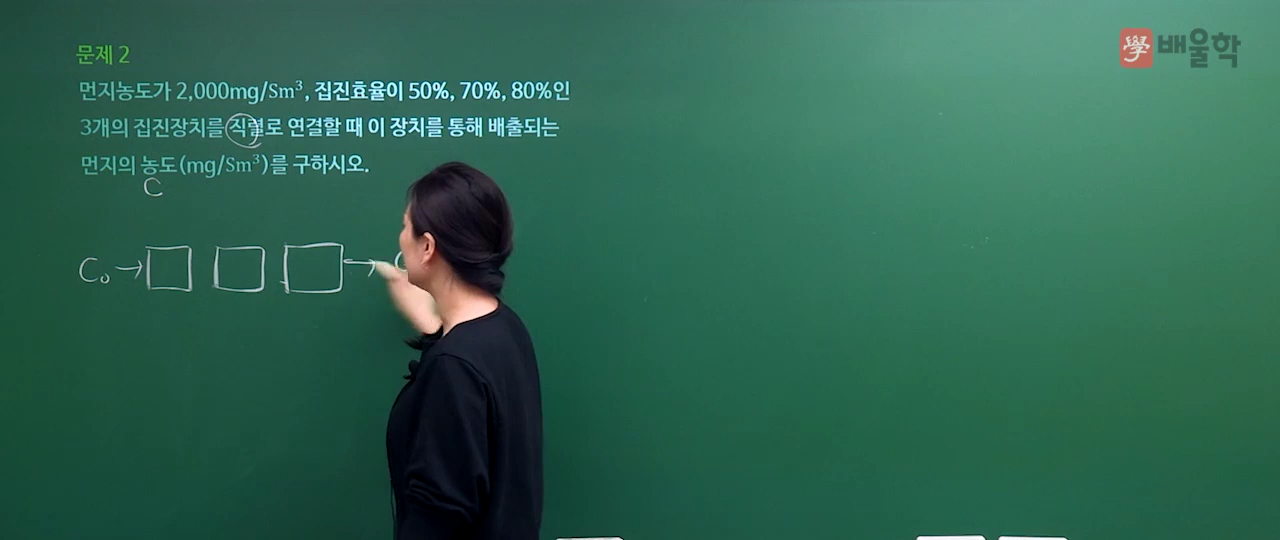 문제 2
먼지농도가 2,000mg/Sm³, 집진효율이 50%, 70%, 80%인
3개의 집진장치를 직렬로 연결할 때 이 장치를 통해 배출되는
먼지의 농도(mg/Sm³)를 구하시오.
C
C₀ → →
學 배울학